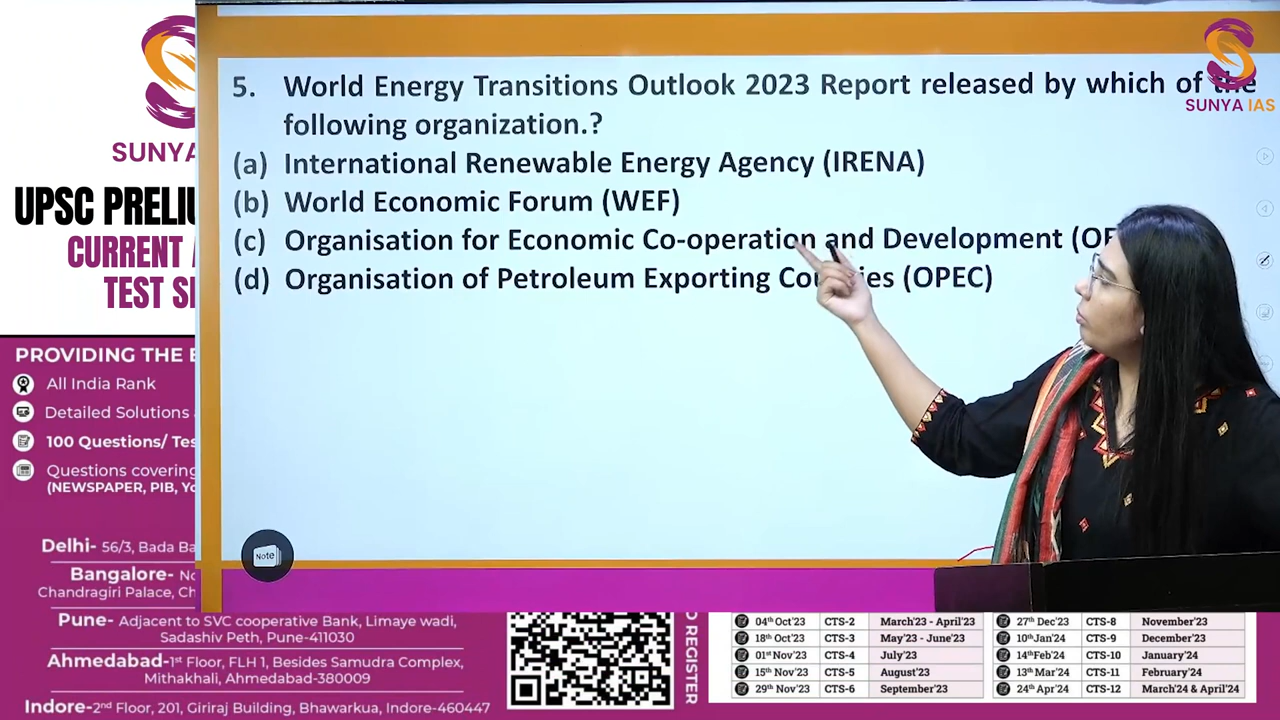 SUNYA
UPSC PRELI
CURRENT
TEST S
PROVIDING THE
All India Rank
Detailed Solutions
100 Questions/
Questions covering
(NEWSPAPER, PIB,
Delhi- 56/3, Bada
Bangalore-
Chandragiri Palace,
Pune- Adjacent to SVC cooperative Bank, Limaye wadi,
Sadashiv Peth, Pune-411030
Ahmedabad-1st Floor, FLH 1, Besides Samudra Complex,
Mithakhali, Ahmedabad-380009
Indore-2nd Floor, 201, Giriraj Building, Bhawarkua, Indore-460447
SUNYA IAS
5. World Energy Transitions Outlook 2023 Report released by which of the
following organization.?
(a) International Renewable Energy Agency (IRENA)
(b) World Economic Forum (WEF)
(c) Organisation for Economic Co-operation and Development
(d) Organisation of Petroleum Exporting Countries (OPEC)
Note
REGISTER
04th Oct'23 CTS-2 March'23 - April'23 27th Dec'23 CTS-8 November'23
18th Oct'23 CTS-3 May'23 - June'23 10thJan'24 CTS-9 December'23
01st Nov'23 CTS-4 July'23 14thFeb'24 CTS-10 January'24
15th Nov'23 CTS-5 August'23 13th Mar'24 CTS-11 February'24
29th Nov'23 CTS-6 September'23 24th Apr'24 CTS-12 March'24 & April'24